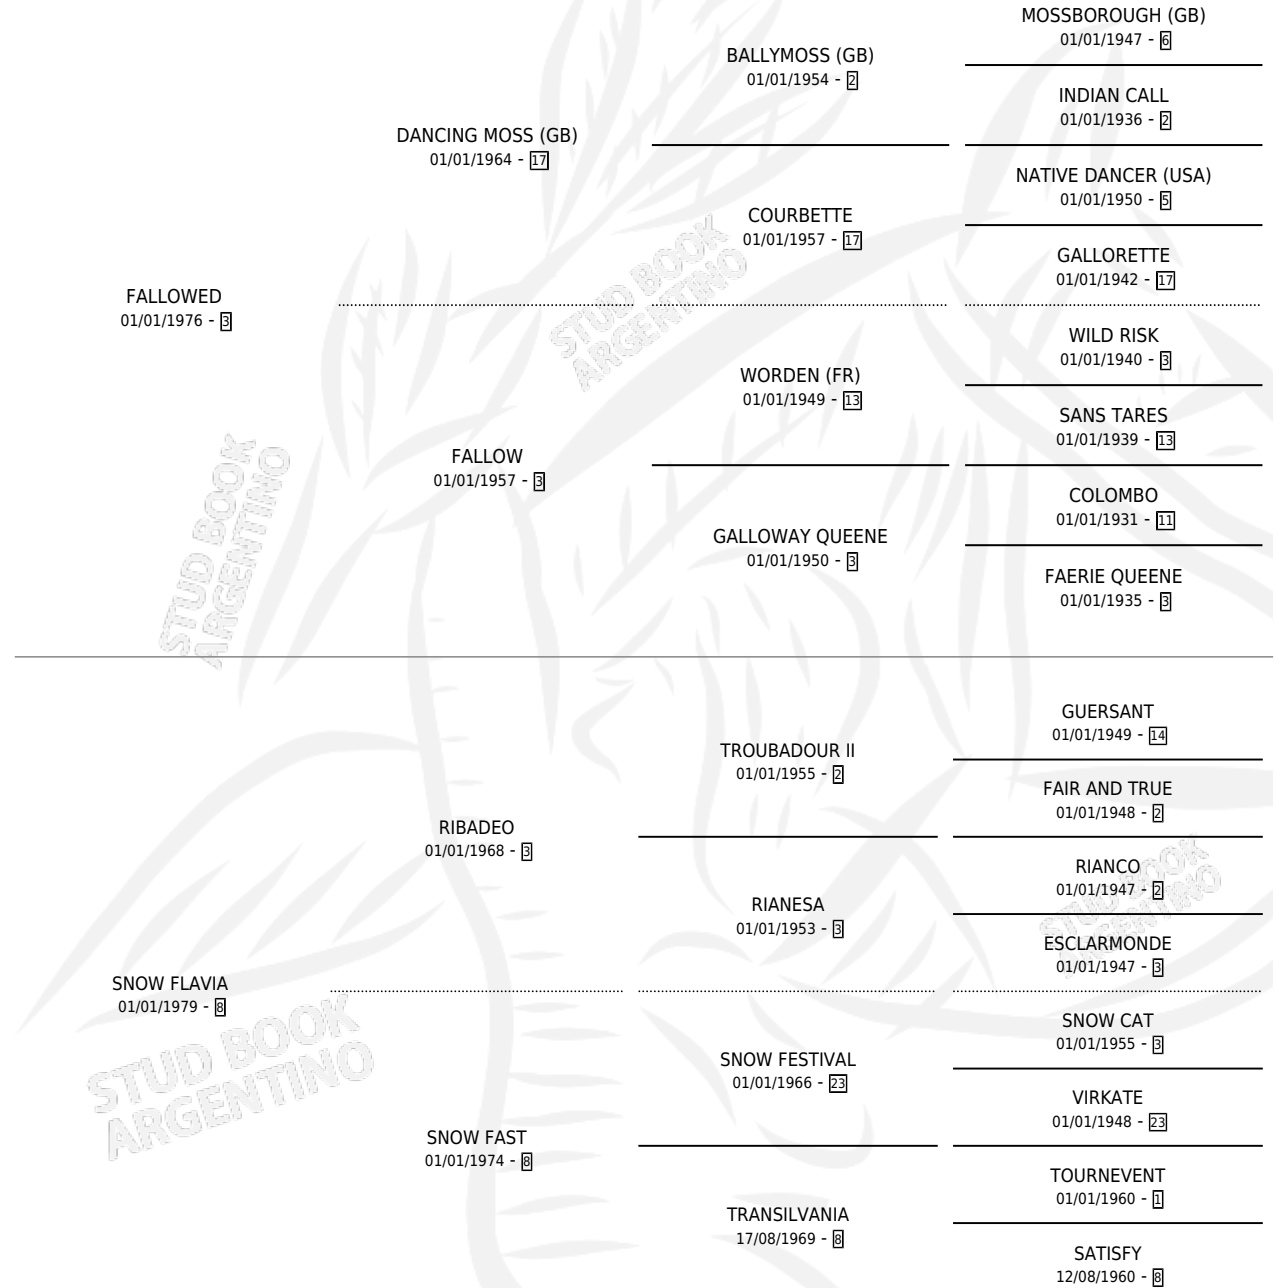 MOSSBOROUGH (GB)
01/01/1947 - 6
BALLYMOSS (GB)
01/01/1954 - 2
INDIAN CALL
01/01/1936 - 2
DANCING MOSS (GB)
01/01/1964 - 17
NATIVE DANCER (USA)
01/01/1950 - 5
COURBETTE
01/01/1957 - 17
GALLORETTE
01/01/1942 - 17
FALLOWED
01/01/1976 - 3
WILD RISK
01/01/1940 - 3
WORDEN (FR)
01/01/1949 - 13
SANS TARES
01/01/1939 - 13
FALLOW
01/01/1957 - 3
COLOMBO
01/01/1931 - 11
GALLOWAY QUEENE
01/01/1950 - 3
FAERIE QUEENE
01/01/1935 - 3
GUERSANT
01/01/1949 - 14
TROUBADOUR II
01/01/1955 - 2
FAIR AND TRUE
01/01/1948 - 2
RIBADEO
01/01/1968 - 3
RIANCO
01/01/1947 - 2
RIANESA
01/01/1953 - 3
ESCLARMONDE
01/01/1947 - 3
SNOW FLAVIA
01/01/1979 - 8
SNOW CAT
01/01/1955 - 3
SNOW FESTIVAL
01/01/1966 - 23
VIRKATE
01/01/1948 - 23
SNOW FAST
01/01/1974 - 8
TOURNEVENT
01/01/1960 - 1
TRANSILVANIA
17/08/1969 - 8
SATISFY
12/08/1960 - 8
STUD BOOK
ARGENTINO
STUD BOOK
ARGENTINO
STUD BOOK
ARGENTINO
STUD BOOK
ARGENTINO